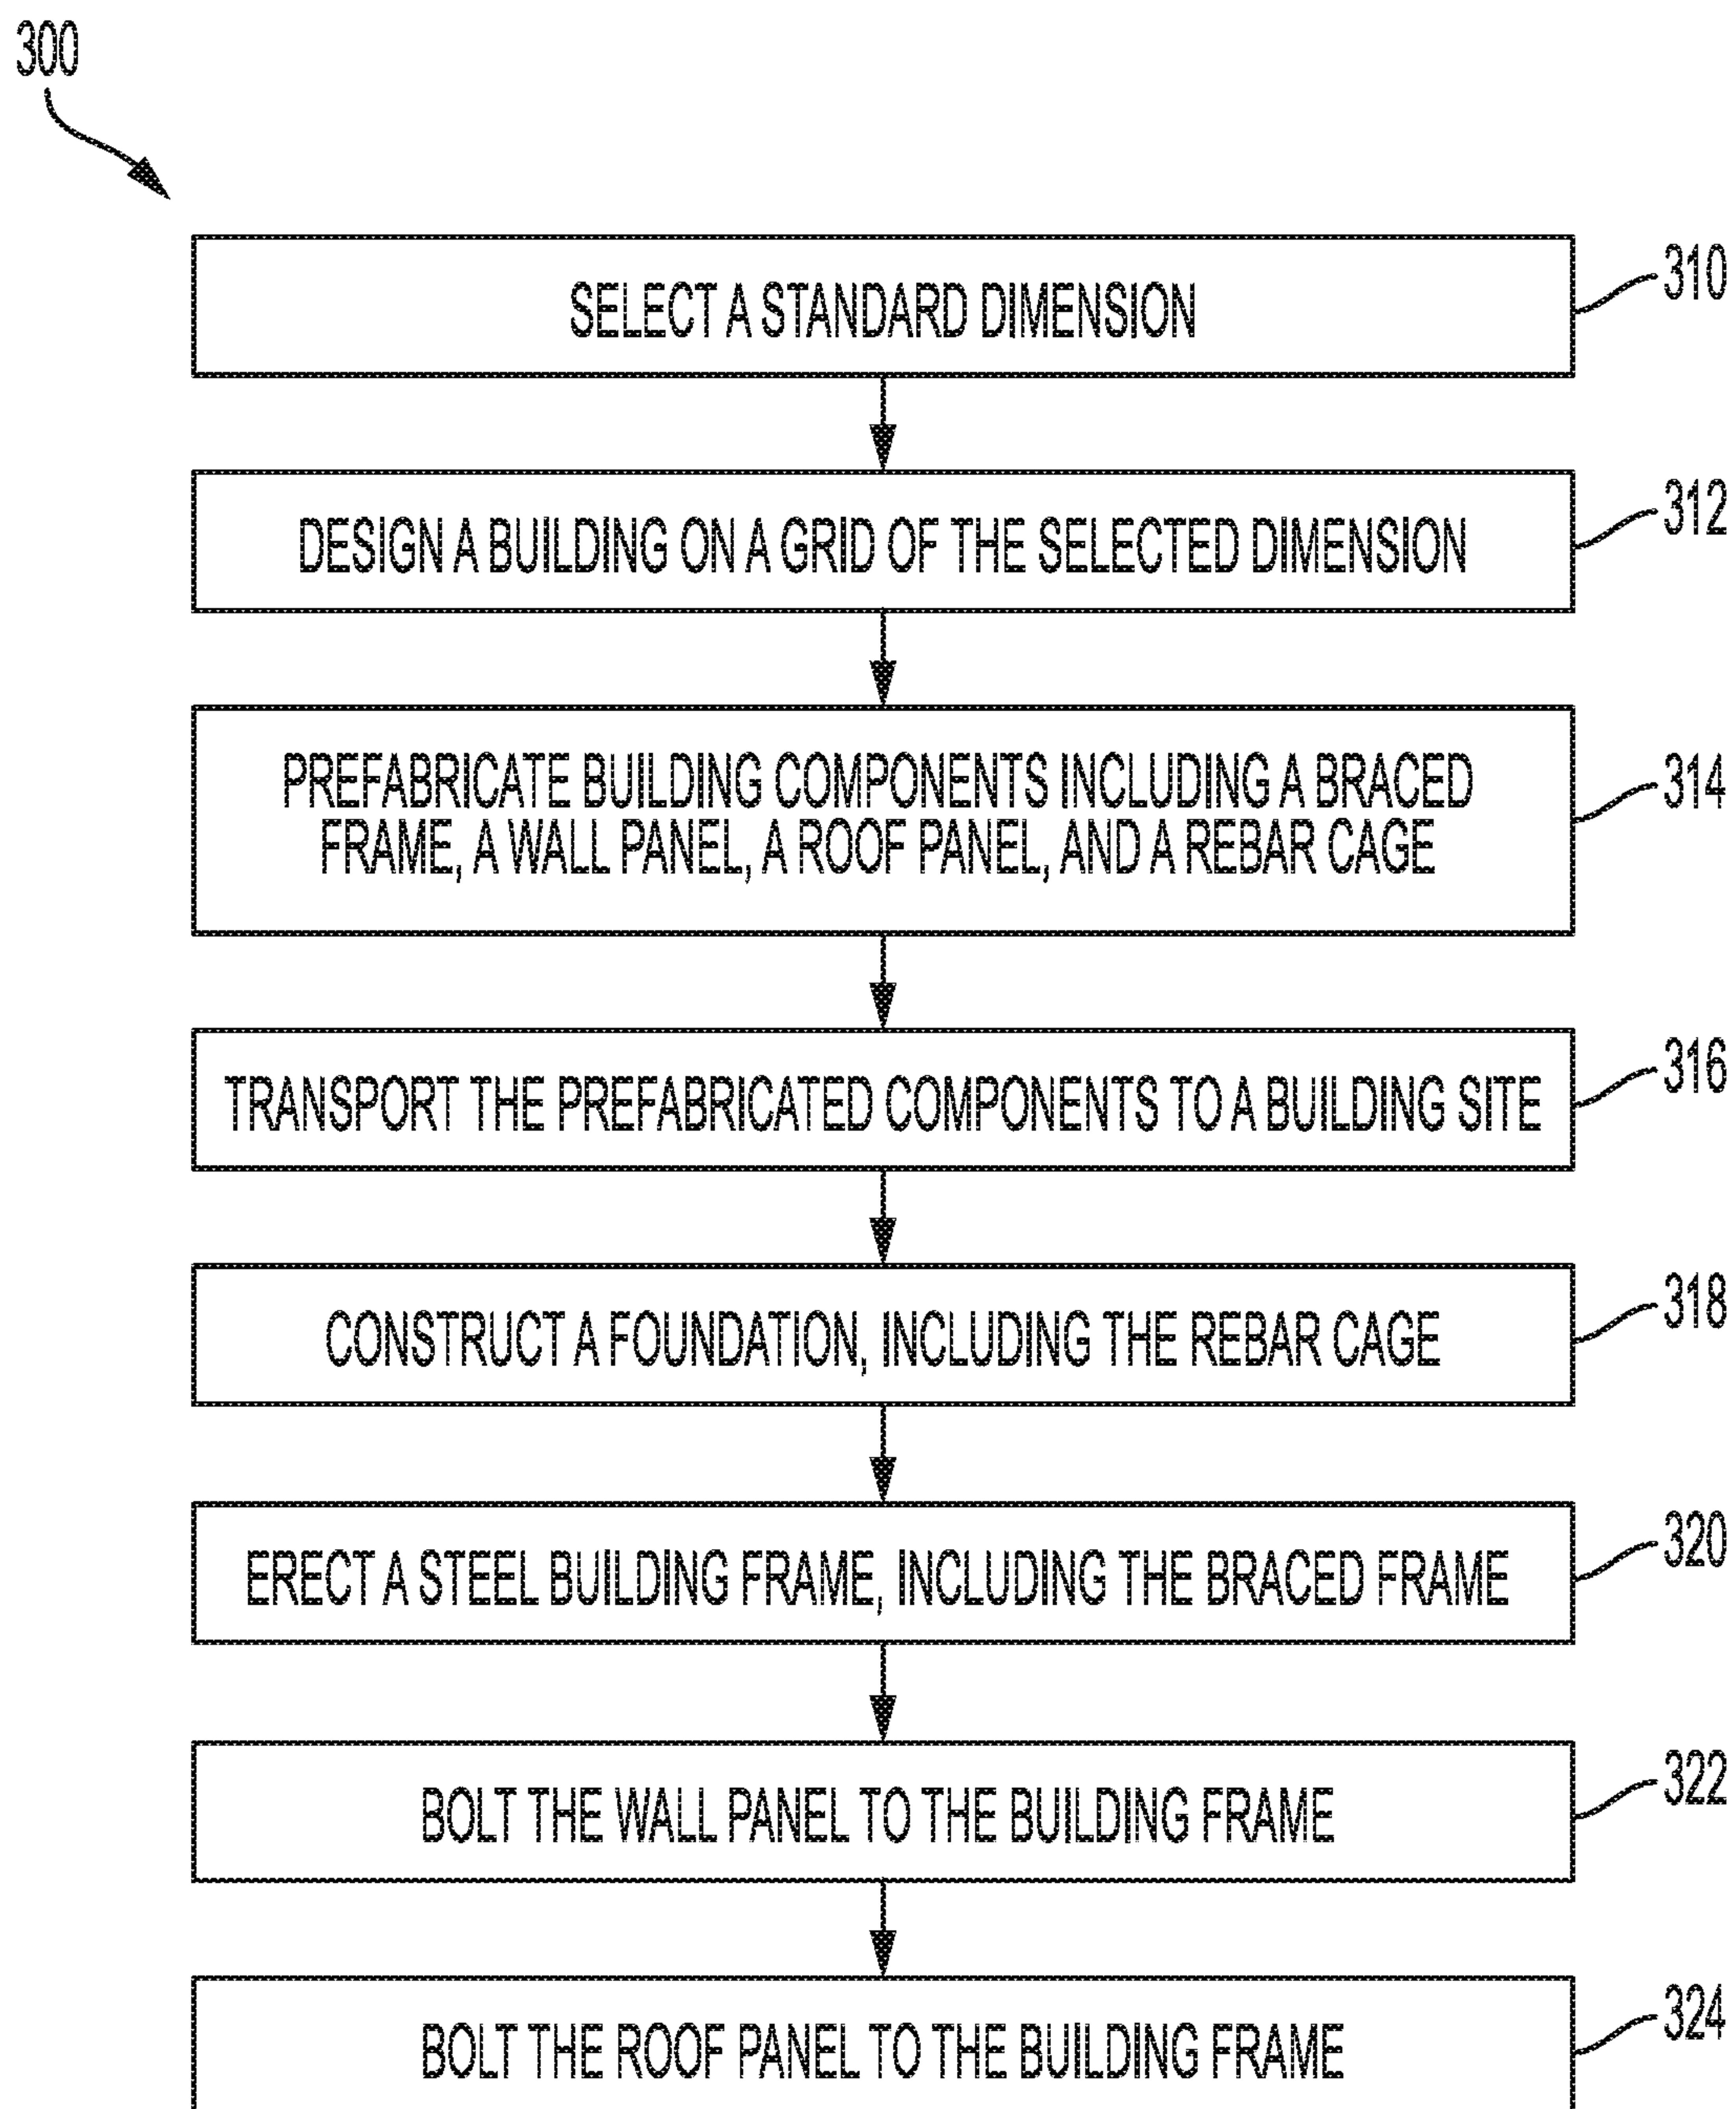 300
SELECT A STANDARD DIMENSION
310
DESIGN A BUILDING ON A GRID OF THE SELECTED DIMENSION
312
PREFABRICATE BUILDING COMPONENTS INCLUDING A BRACED
FRAME, A WALL PANEL, A ROOF PANEL, AND A REBAR CAGE
314
TRANSPORT THE PREFABRICATED COMPONENTS TO A BUILDING SITE
316
CONSTRUCT A FOUNDATION, INCLUDING THE REBAR CAGE
318
ERECT A STEEL BUILDING FRAME, INCLUDING THE BRACED FRAME
320
BOLT THE WALL PANEL TO THE BUILDING FRAME
322
BOLT THE ROOF PANEL TO THE BUILDING FRAME
324